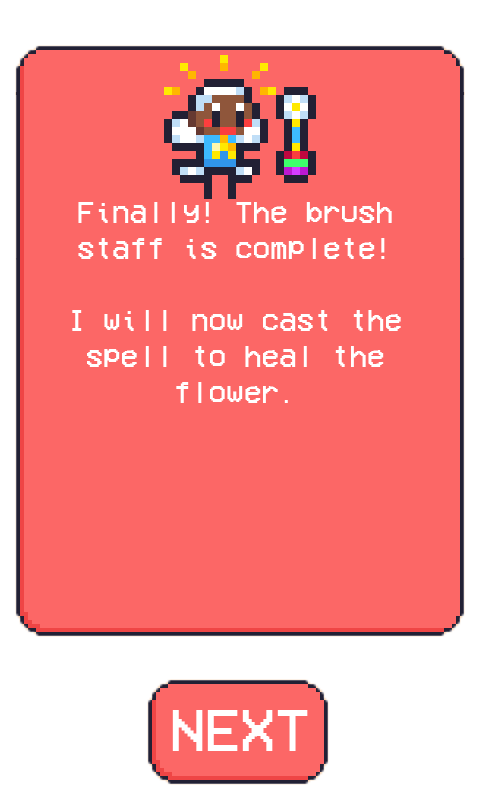 Finally! The brush
staff is complete!
I will now cast the
spell to heal the
flower.
NEXT